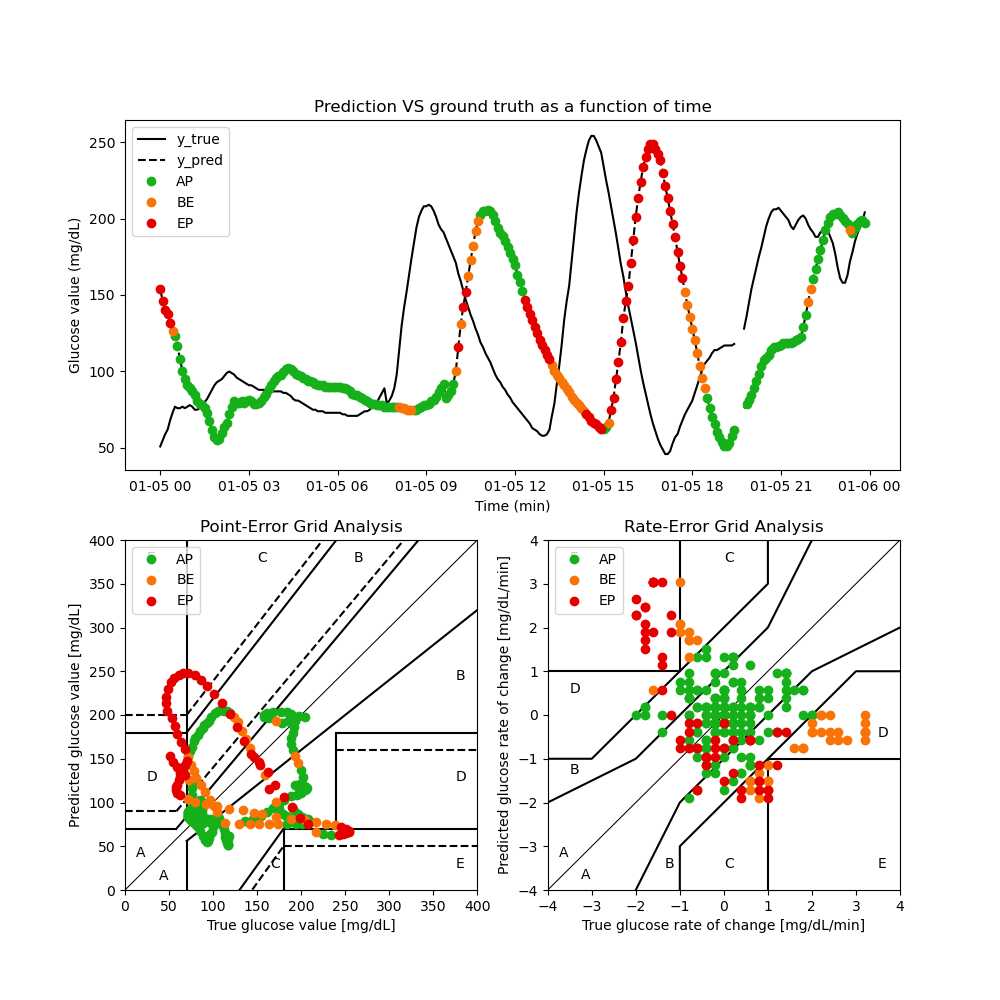 Prediction VS ground truth as a function of time
Glucose value (mg/dL)
250
200
150
100
50
y_true
y_pred
AP
BE
EP
01-05 00 01-05 03 01-05 06 01-05 09 01-05 12 01-05 15 01-05 18 01-05 21 01-06 00
Time (min)
Point-Error Grid Analysis
Predicted glucose value [mg/dL]
400
350
300
250
200
150
100
50
0
AP
BE
EP
C B
B
D D
A
A
C
E
0 50 100 150 200 250 300 350 400
True glucose value [mg/dL]
Rate-Error Grid Analysis
Predicted glucose rate of change [mg/dL/min]
4
3
2
1
0
−1
−2
−3
−4
AP
BE
EP
C
D
D
B
A
A
B C E
−4 −3 −2 −1 0 1 2 3 4
True glucose rate of change [mg/dL/min]